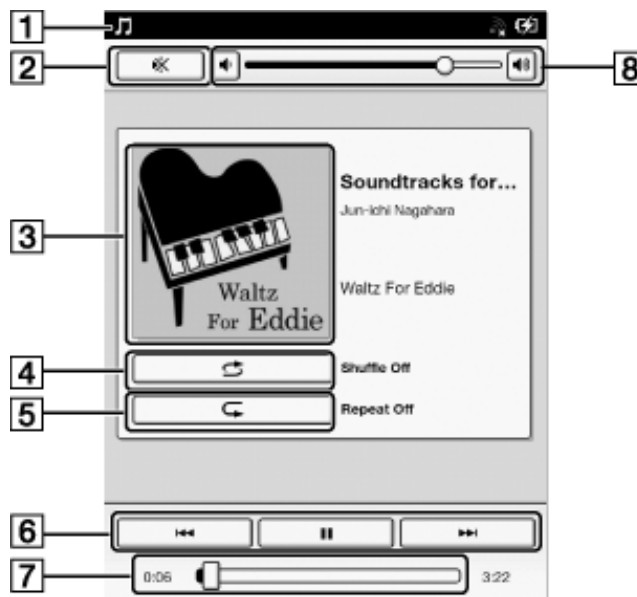 1
2
8
Soundtracks for...
Jun-ichi Nagahara
3
Waltz For Eddie
Waltz
For Eddie
4
Shuffle Off
5
Repeat Off
6
7
0:06
3:22